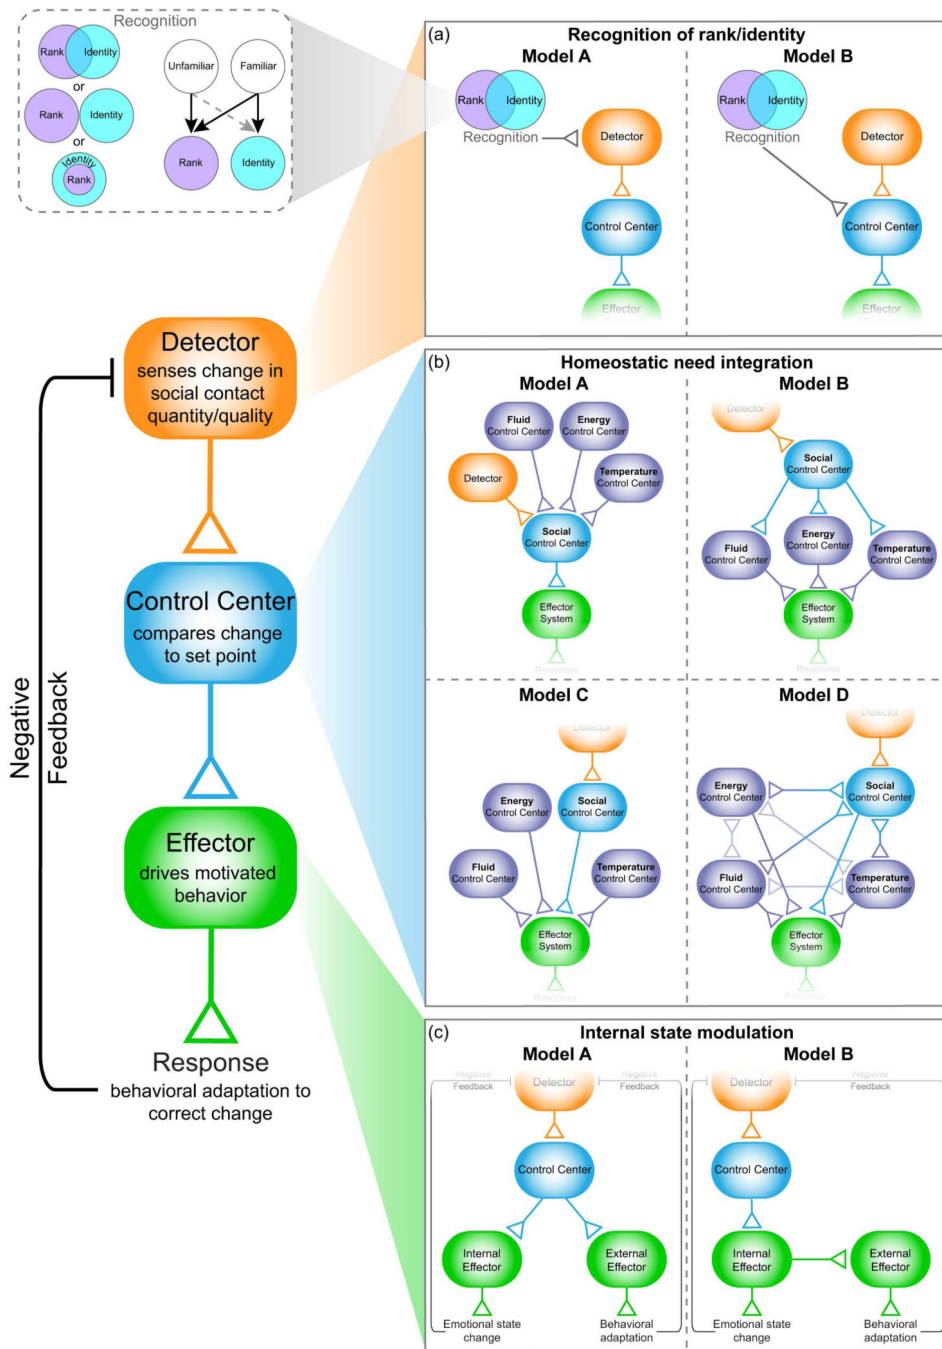 Recognition
Rank
Identity
or
Rank
Identity
or
Identity
Rank
Unfamiliar
Familiar
Rank
Identity
Detector
senses change in
social contact
quantity/quality
Control Center
compares change
to set point
Effector
drives motivated
behavior
Response
behavioral adaptation to
correct change
Negative
Feedback
(a)
Recognition of rank/identity
Model A
Rank
Identity
Recognition
Detector
Control Center
Effector
Model B
Rank
Identity
Recognition
Detector
Control Center
Effector
(b)
Homeostatic need integration
Model A
Fluid
Control Center
Energy
Control Center
Detector
Temperature
Control Center
Social
Control Center
Effector
System
Response
Model B
Detector
Social
Control Center
Fluid
Control Center
Energy
Control Center
Temperature
Control Center
Effector
System
Response
Model C
Detector
Energy
Control Center
Social
Control Center
Fluid
Control Center
Temperature
Control Center
Effector
System
Response
Model D
Detector
Energy
Control Center
Social
Control Center
Fluid
Control Center
Temperature
Control Center
Effector
System
Response
(c)
Internal state modulation
Model A
Negative
Feedback
Detector
Negative
Feedback
Control Center
Internal
Effector
External
Effector
Emotional state
change
Behavioral
adaptation
Model B
Detector
Negative
Feedback
Control Center
Internal
Effector
External
Effector
Emotional state
change
Behavioral
adaptation